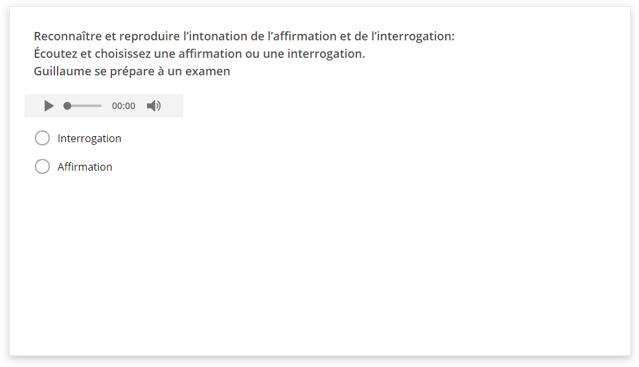 Reconnaître et reproduire l’intonation de l’affirmation et de l’interrogation:
Écoutez et choisissez une affirmation ou une interrogation.
Guillaume se prépare à un examen
00:00
Interrogation
Affirmation